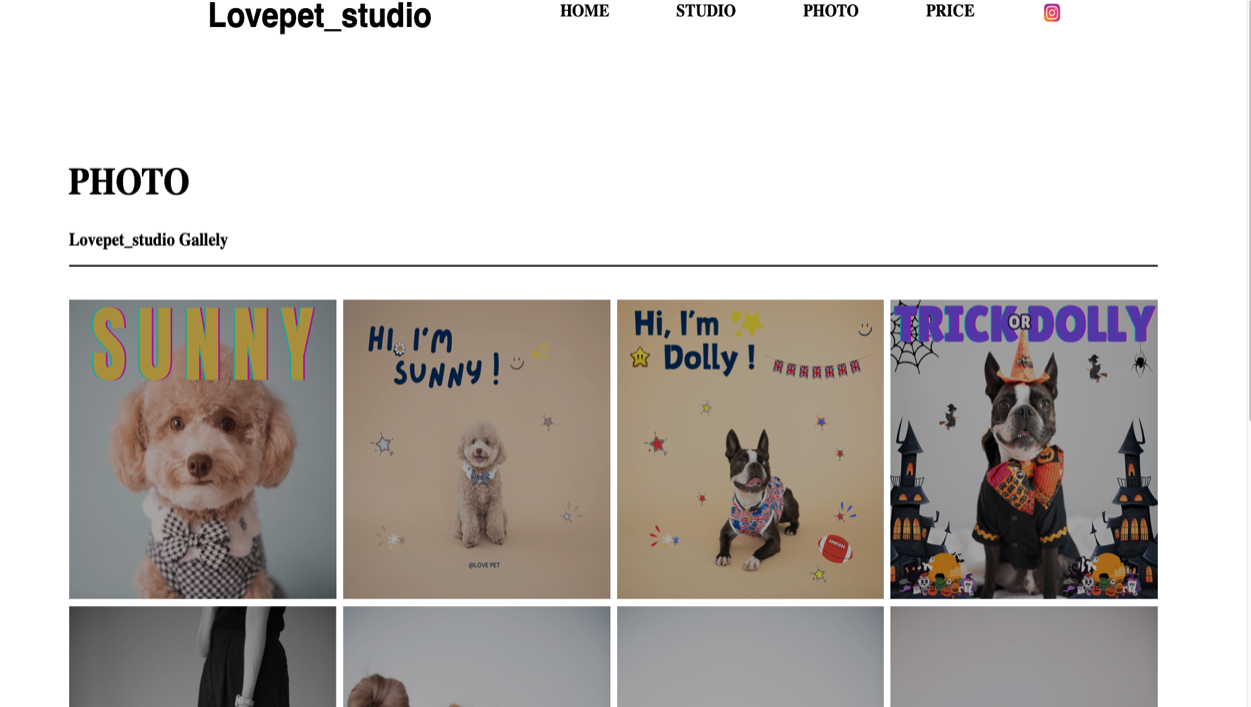 Lovepet_studio
HOME
STUDIO
PHOTO
PRICE
PHOTO
Lovepet_studio Gallely
SUNNY
HI, I'M
SUNNY!
@LOVE PET
Hi, I'm
Dolly !
TRICK OR DOLLY